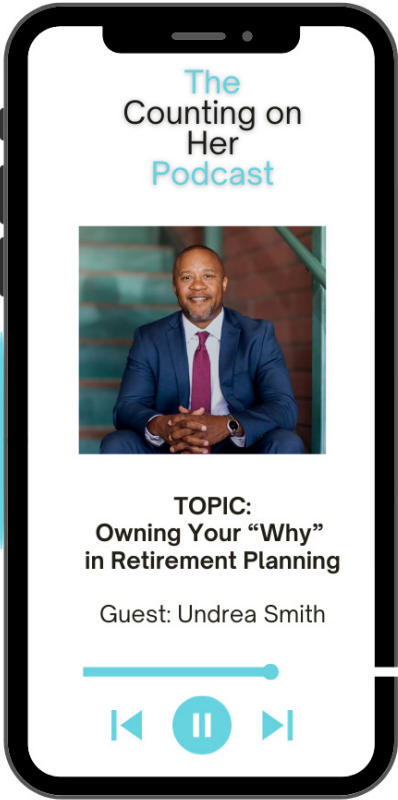 The
Counting on
Her
Podcast
TOPIC:
Owning Your “Why”
in Retirement Planning
Guest: Undrea Smith